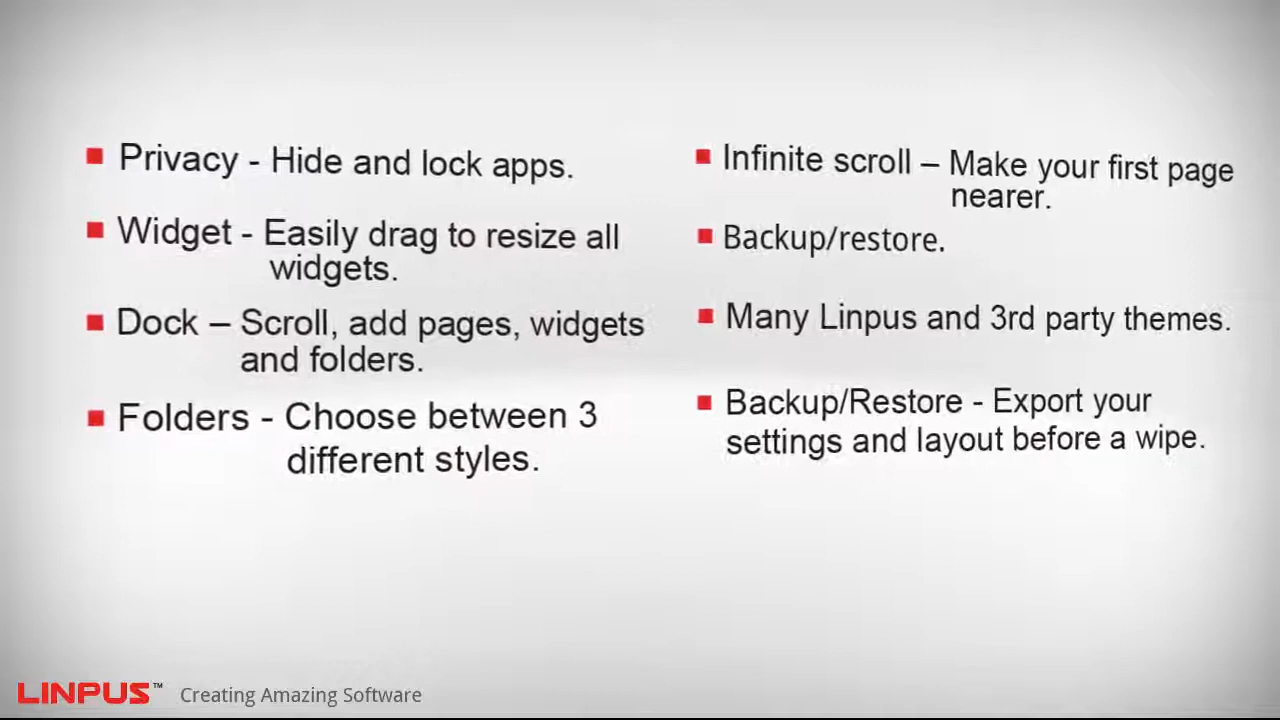 Privacy - Hide and lock apps.
Widget - Easily drag to resize all
widgets.
Dock – Scroll, add pages, widgets
and folders.
Folders - Choose between 3
different styles.
Infinite scroll – Make your first page
nearer.
Backup/restore.
Many Linpus and 3rd party themes.
Backup/Restore - Export your
settings and layout before a wipe.
LINPUS™ Creating Amazing Software